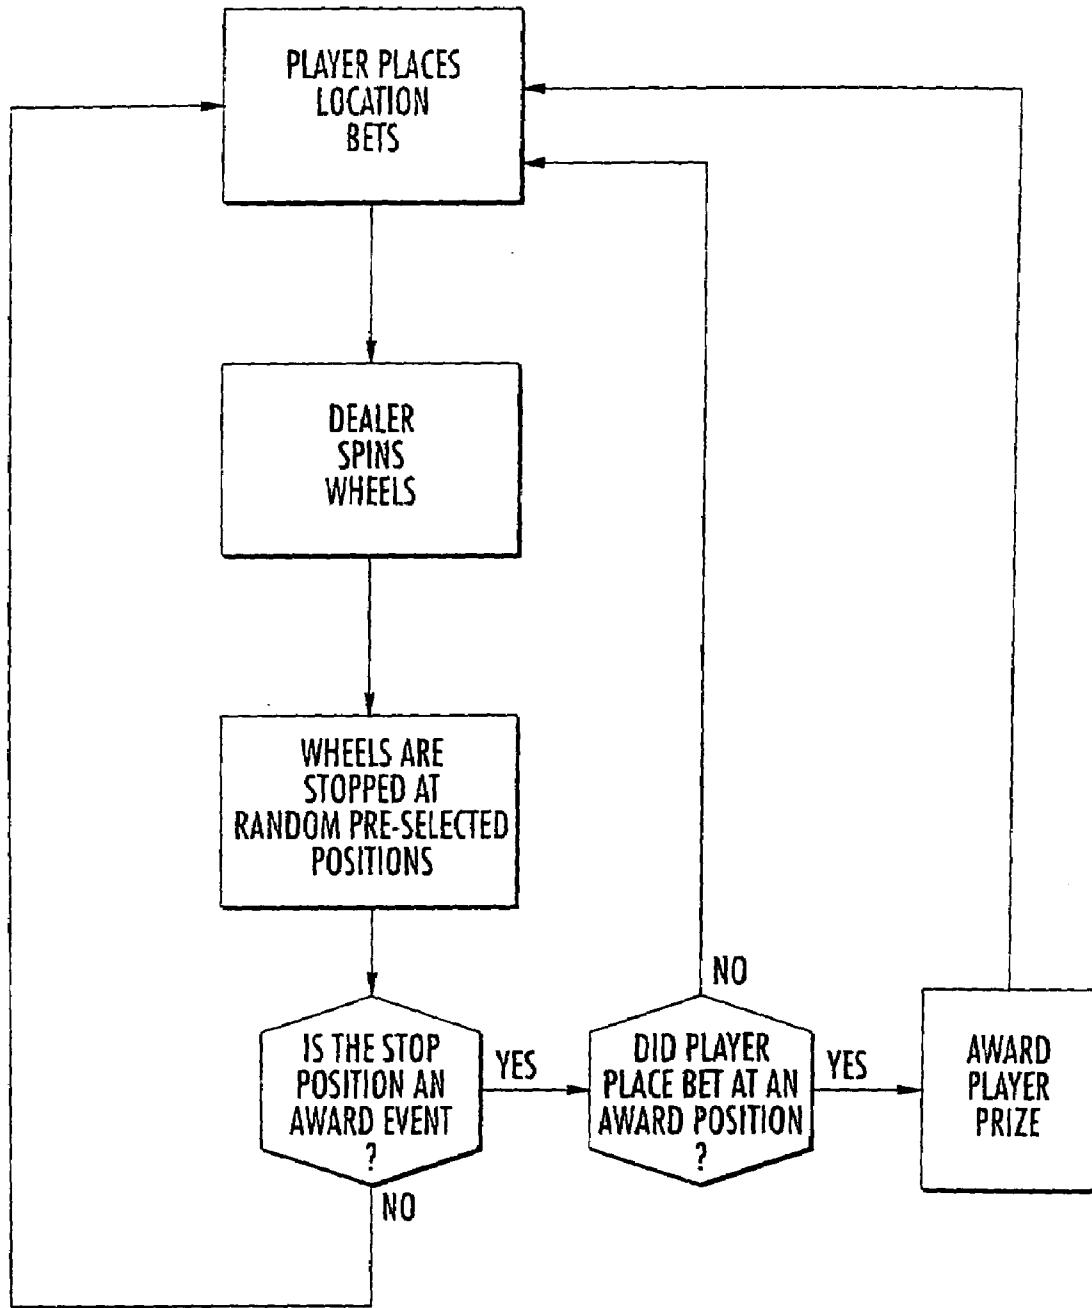 PLAYER PLACES
LOCATION
BETS
DEALER
SPINS
WHEELS
WHEELS ARE
STOPPED AT
RANDOM PRE-SELECTED
POSITIONS
IS THE STOP
POSITION AN
AWARD EVENT
?
YES
NO
DID PLAYER
PLACE BET AT AN
AWARD POSITION
?
NO
YES
AWARD
PLAYER
PRIZE